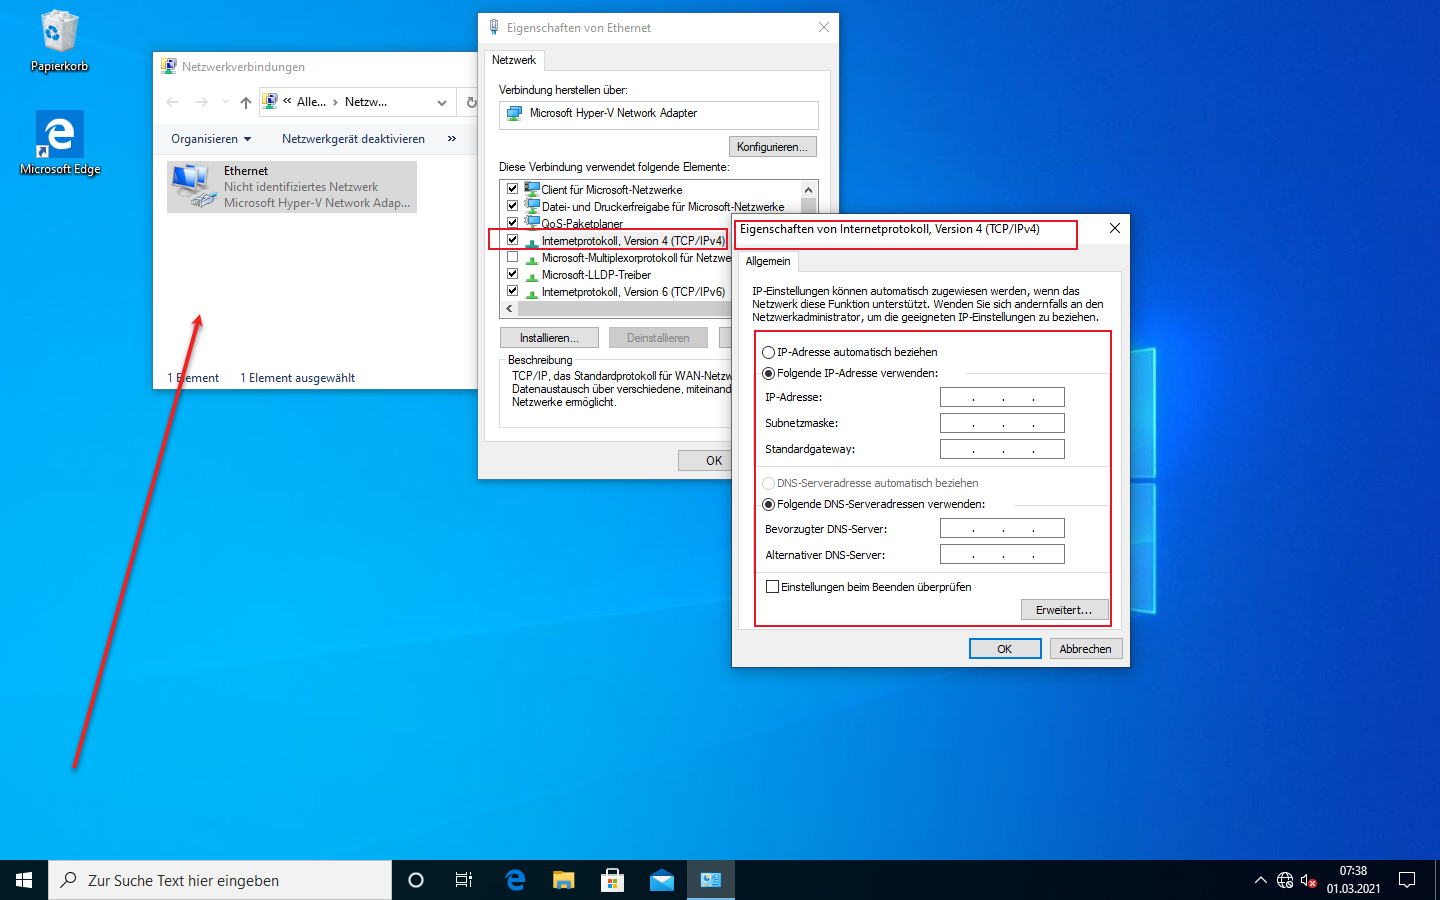 Papierkorb
Microsoft Edge
Netzwerkverbindungen
« Alle... › Netzw...
Organisieren Netzwerkgerät deaktivieren »
Ethernet
Nicht identifiziertes Netzwerk
Microsoft Hyper-V Network Adap...
1 Element 1 Element ausgewählt
Eigenschaften von Ethernet
Netzwerk
Verbindung herstellen über:
Microsoft Hyper-V Network Adapter
Konfigurieren...
Diese Verbindung verwendet folgende Elemente:
Client für Microsoft-Netzwerke
Datei- und Druckerfreigabe für Microsoft-Netzwerke
QoS-Paketplaner
Internetprotokoll, Version 4 (TCP/IPv4)
Microsoft-Multiplexorprotokoll für Netzwe
Microsoft-LLDP-Treiber
Internetprotokoll, Version 6 (TCP/IPv6)
Installieren... Deinstallieren
Beschreibung
TCP/IP, das Standardprotokoll für WAN-Netzw
Datenaustausch über verschiedene, miteinand
Netzwerke ermöglicht.
OK
Eigenschaften von Internetprotokoll, Version 4 (TCP/IPv4)
Allgemein
IP-Einstellungen können automatisch zugewiesen werden, wenn das
Netzwerk diese Funktion unterstützt. Wenden Sie sich andernfalls an den
Netzwerkadministrator, um die geeigneten IP-Einstellungen zu beziehen.
IP-Adresse automatisch beziehen
Folgende IP-Adresse verwenden:
IP-Adresse: . . .
Subnetzmaske: . . .
Standardgateway: . . .
DNS-Serveradresse automatisch beziehen
Folgende DNS-Serveradressen verwenden:
Bevorzugter DNS-Server: . . .
Alternativer DNS-Server: . . .
Einstellungen beim Beenden überprüfen
Erweitert...
OK Abbrechen
Zur Suche Text hier eingeben
07:38
01.03.2021